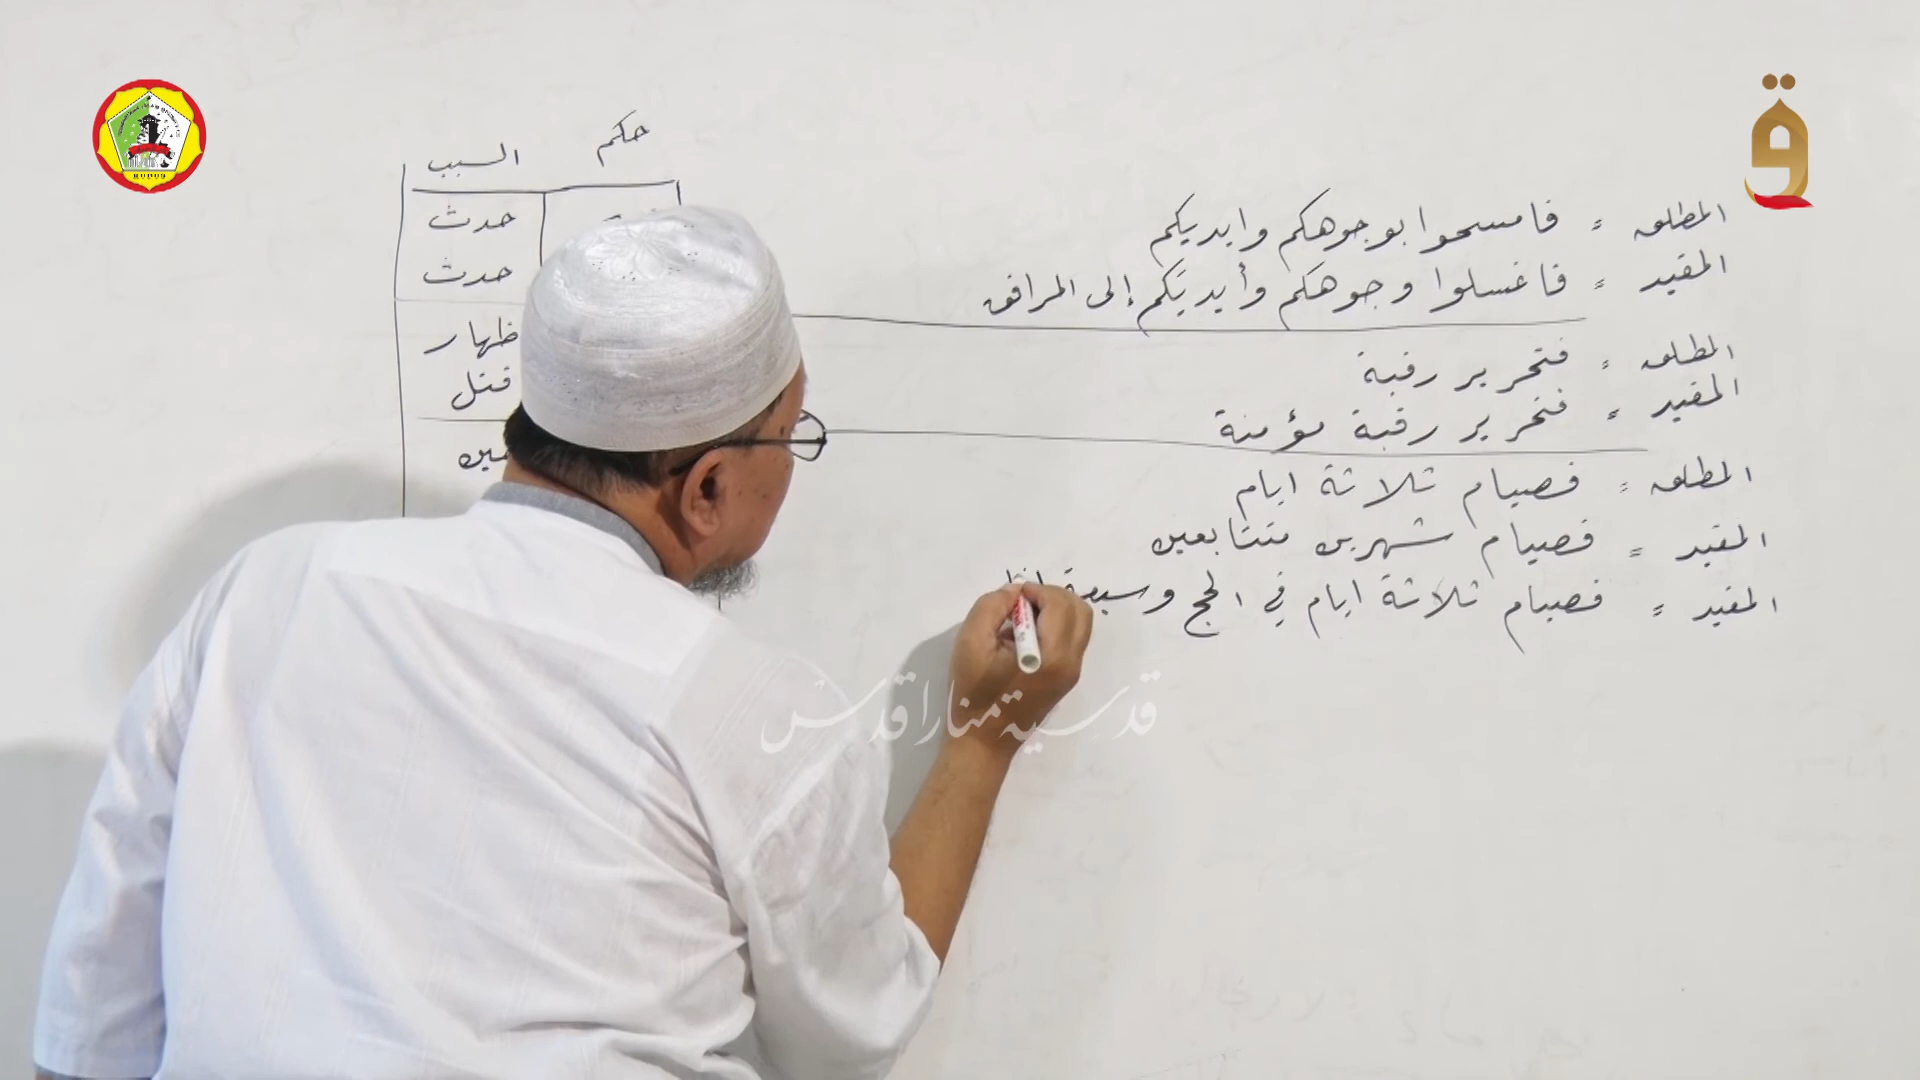 حكم
السبب
المطلق = فامسحوا بوجوهكم وايديكم
حدث
المقيد = فاغسلوا وجوهكم وأيديكم إلى المرافق
حدث
المطلق = فتحرير رقبة
ظهار
المقيد = فتحرير رقبة مؤمنة
قتل
المطلق = فصيام ثلاثة ايام
المقيد = فصيام شهرين متتابعين
المقيد = فصيام ثلاثة ايام في الحج وسبعة
قدسية منارا قدس
KUDUS